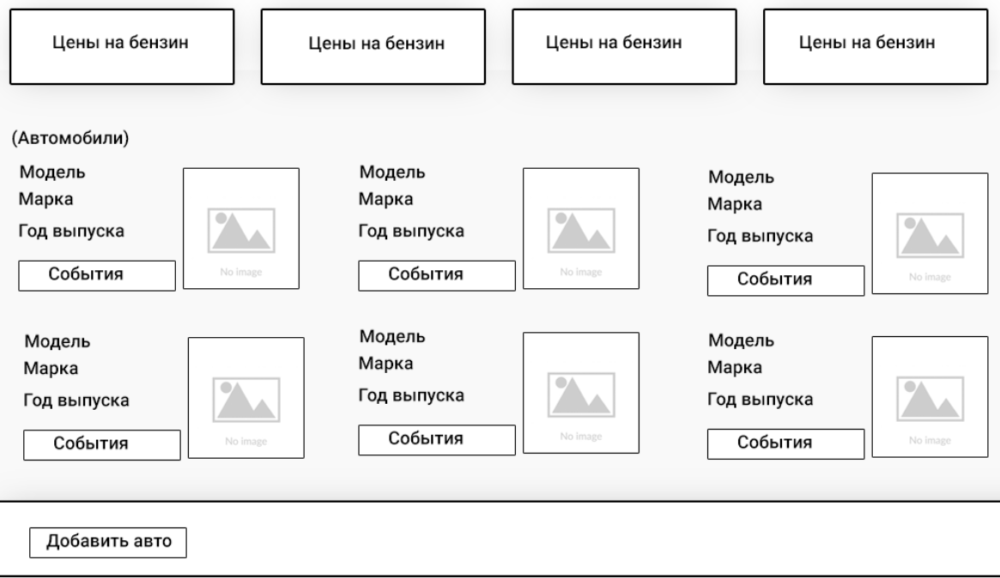 Цены на бензин
Цены на бензин
Цены на бензин
Цены на бензин
(Автомобили)
Модель
Марка
Год выпуска
События
No image
Модель
Марка
Год выпуска
События
No image
Модель
Марка
Год выпуска
События
No image
Модель
Марка
Год выпуска
События
No image
Модель
Марка
Год выпуска
События
No image
Модель
Марка
Год выпуска
События
No image
Добавить авто